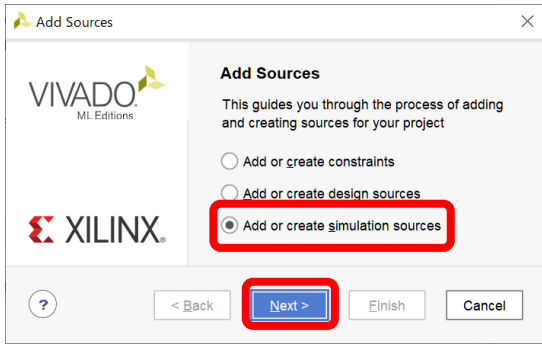 Add Sources
VIVADO.
ML Editions
XILINX.
Add Sources
This guides you through the process of adding
and creating sources for your project
Add or create constraints
Add or create design sources
Add or create simulation sources
?
< Back
Next >
Finish
Cancel